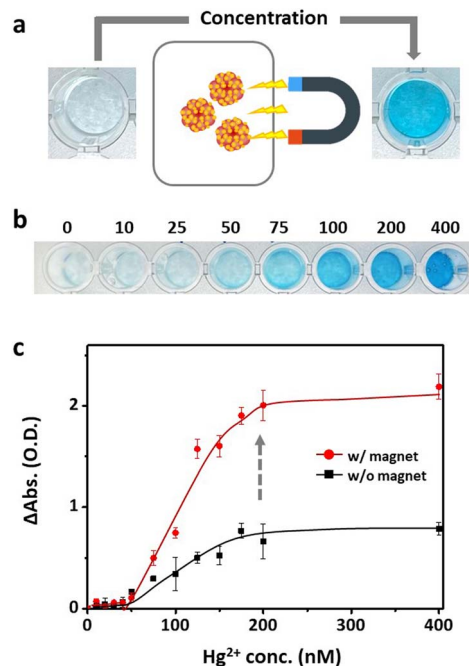 a
Concentration
b
0 10 25 50 75 100 200 400
c
ΔAbs. (O.D.)
2
1
0
w/ magnet
w/o magnet
0 100 200 300 400
Hg²⁺ conc. (nM)